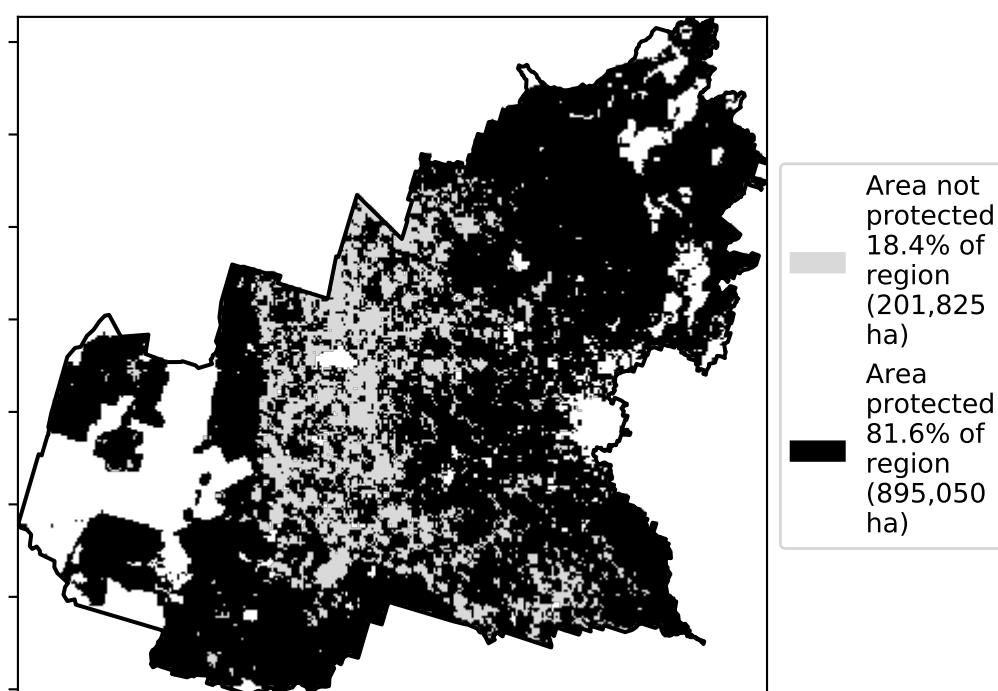 Area not
protected
18.4% of
region
(201,825
ha)
Area
protected
81.6% of
region
(895,050
ha)